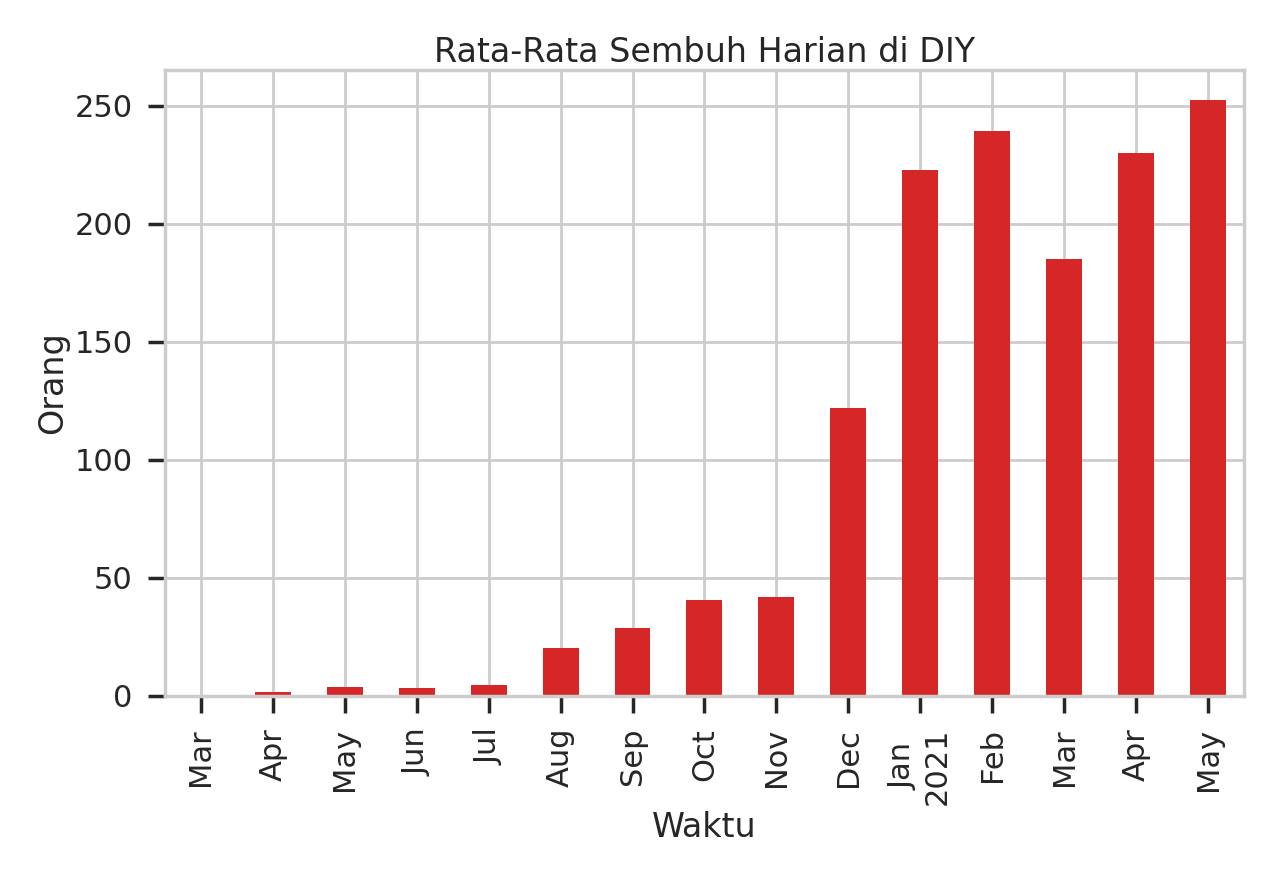 Rata-Rata Sembuh Harian di DIY
250
200
150
100
50
0
Orang
Mar
Apr
May
Jun
Jul
Aug
Sep
Oct
Nov
Dec
Jan
2021
Feb
Mar
Apr
May
Waktu